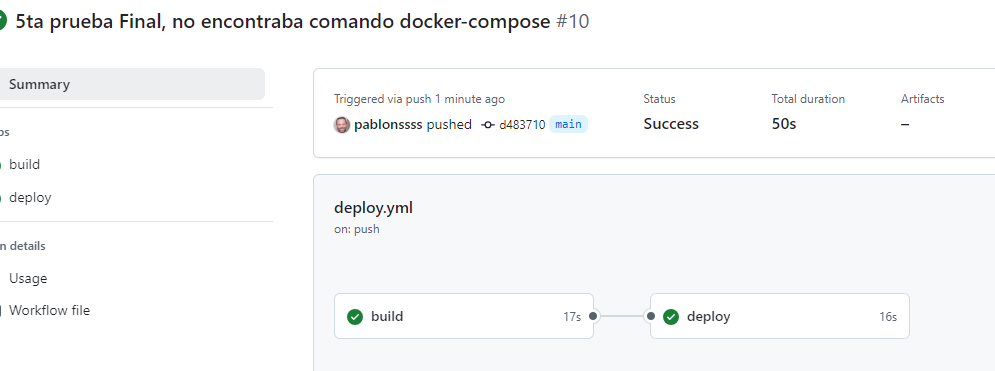 5ta prueba Final, no encontraba comando docker-compose #10
Summary
build
deploy
Usage
Workflow file
Triggered via push 1 minute ago
pablonssss pushed d483710 main
Status
Success
Total duration
50s
Artifacts
–
deploy.yml
on: push
build 17s
deploy 16s
details